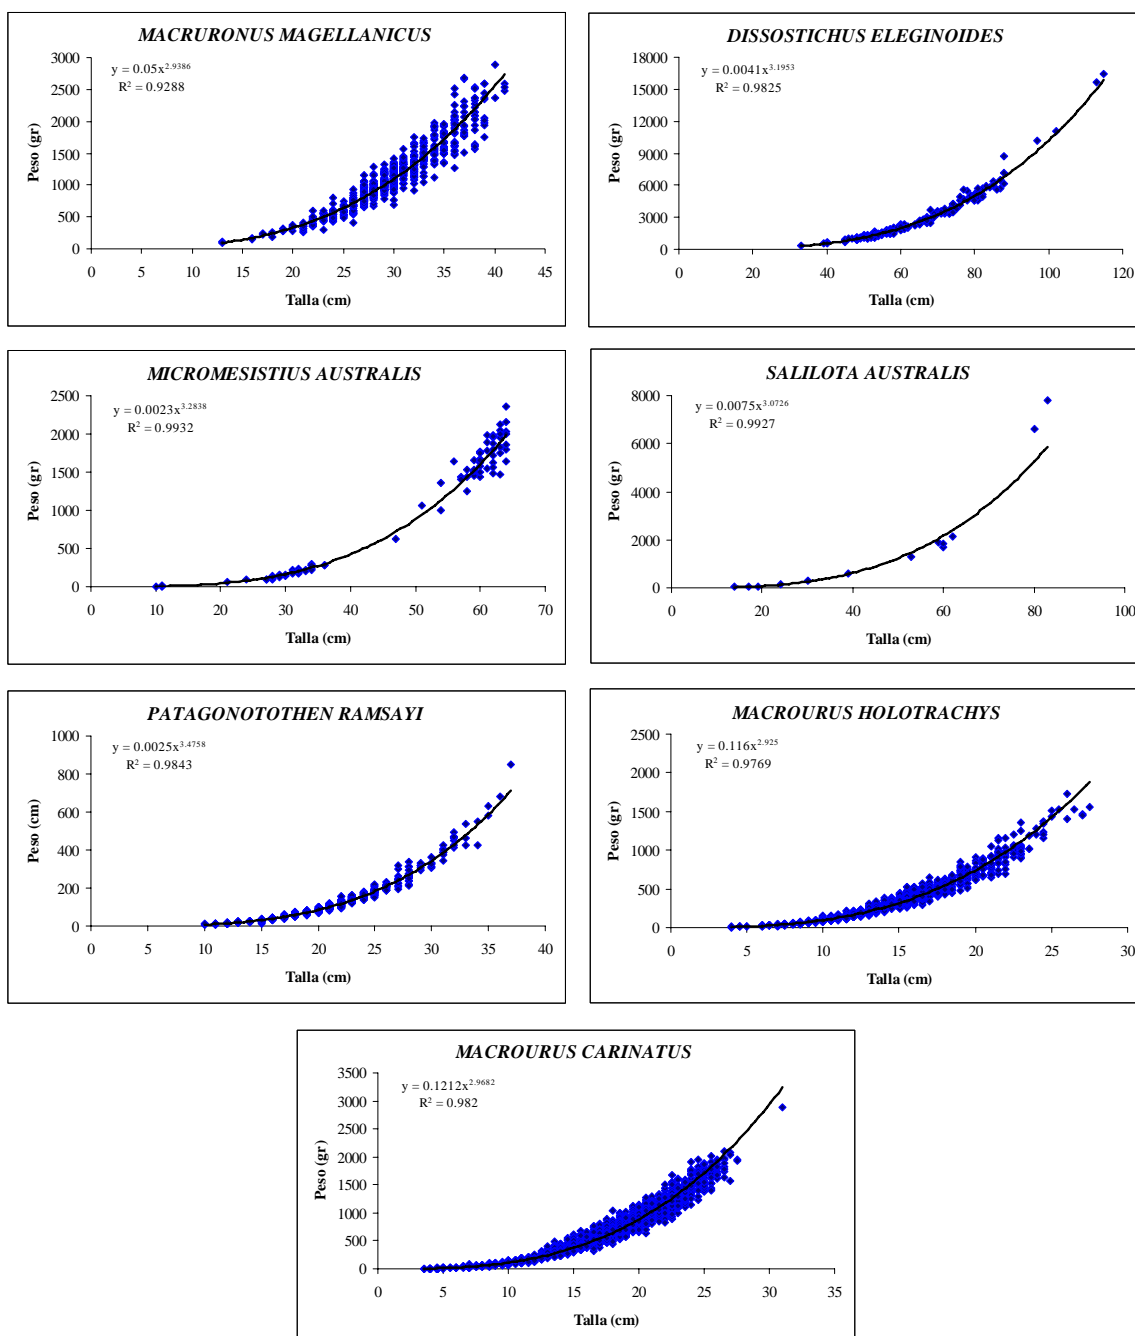 MACRURONUS MAGELLANICUS
y = 0.05x^2.9386
R² = 0.9288
Peso (gr)
3000
2500
2000
1500
1000
500
0
0 5 10 15 20 25 30 35 40 45
Talla (cm)
DISSOSTICHUS ELEGINOIDES
y = 0.0041x^3.1953
R² = 0.9825
Peso (gr)
18000
15000
12000
9000
6000
3000
0
0 20 40 60 80 100 120
Talla (cm)
MICROMESISTIUS AUSTRALIS
y = 0.0023x^3.2838
R² = 0.9932
Peso (gr)
2500
2000
1500
1000
500
0
0 10 20 30 40 50 60 70
Talla (cm)
SALILOTA AUSTRALIS
y = 0.0075x^3.0726
R² = 0.9927
Peso (gr)
8000
6000
4000
2000
0
0 20 40 60 80 100
Talla (cm)
PATAGONOTOTHEN RAMSAYI
y = 0.0025x^3.4758
R² = 0.9843
Peso (cm)
1000
800
600
400
200
0
0 5 10 15 20 25 30 35 40
Talla (cm)
MACROURUS HOLOTRACHYS
y = 0.116x^2.925
R² = 0.9769
Peso (gr)
2500
2000
1500
1000
500
0
0 5 10 15 20 25 30
Talla (cm)
MACROURUS CARINATUS
y = 0.1212x^2.9682
R² = 0.982
Peso (gr)
3500
3000
2500
2000
1500
1000
500
0
0 5 10 15 20 25 30 35
Talla (cm)